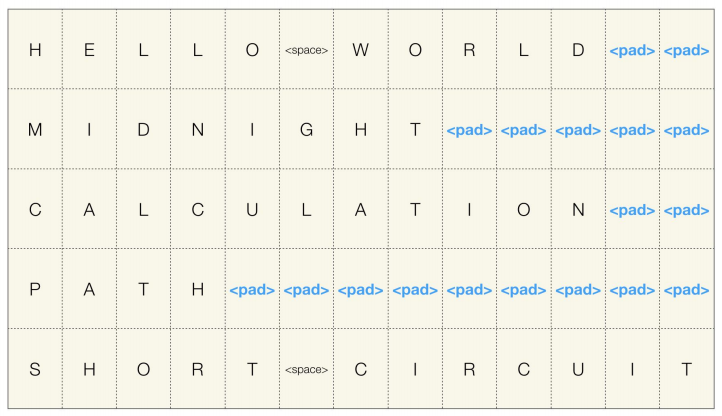 H E L L O <space> W O R L D <pad> <pad>
M I D N I G H T <pad> <pad> <pad> <pad> <pad>
C A L C U L A T I O N <pad> <pad>
P A T H <pad> <pad> <pad> <pad> <pad> <pad> <pad> <pad> <pad>
S H O R T <space> C I R C U I T